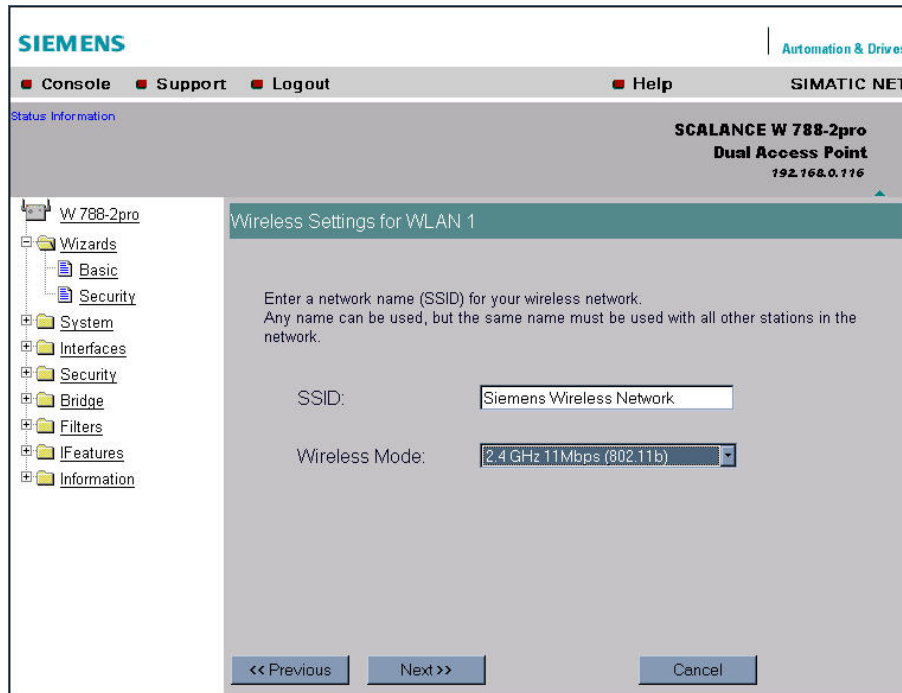 SIEMENS
Automation & Drives
Console Support Logout Help SIMATIC NET
Status Information
SCALANCE W 788-2pro
Dual Access Point
192.168.0.116
W 788-2pro
Wizards
Basic
Security
System
Interfaces
Security
Bridge
Filters
IFeatures
Information
Wireless Settings for WLAN 1
Enter a network name (SSID) for your wireless network.
Any name can be used, but the same name must be used with all other stations in the
network.
SSID: Siemens Wireless Network
Wireless Mode: 2.4 GHz 11Mbps (802.11b)
<< Previous Next >> Cancel